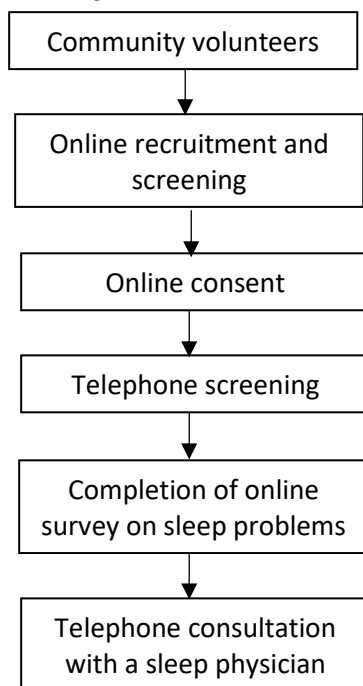 Community volunteers
Online recruitment and
screening
Online consent
Telephone screening
Completion of online
survey on sleep problems
Telephone consultation
with a sleep physician